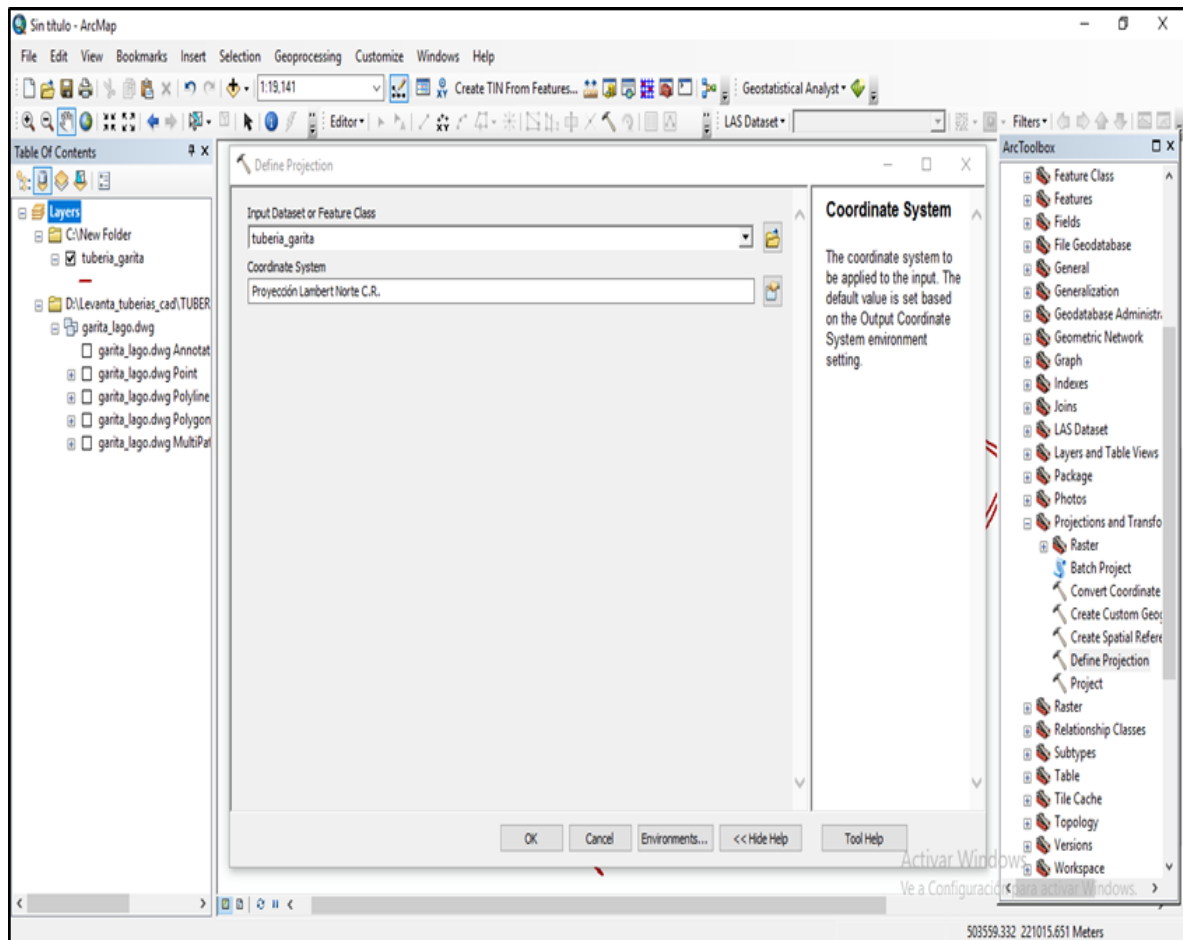 Sin título - ArcMap
File Edit View Bookmarks Insert Selection Geoprocessing Customize Windows Help
1:19,141
Create TIN From Features...
Geostatistical Analyst
Editor
LAS Dataset
Filters
Table Of Contents
Layers
C:\New Folder
tuberia_garita
D:\Levanta_tuberias_cad\TUBER
garita_lago.dwg
garita_lago.dwg Annotat
garita_lago.dwg Point
garita_lago.dwg Polyline
garita_lago.dwg Polygon
garita_lago.dwg MultiPat
Define Projection
Input Dataset or Feature Class
tuberia_garita
Coordinate System
Proyección Lambert Norte C.R.
Coordinate System
The coordinate system to
be applied to the input. The
default value is set based
on the Output Coordinate
System environment
setting.
OK
Cancel
Environments...
<< Hide Help
Tool Help
ArcToolbox
Feature Class
Features
Fields
File Geodatabase
General
Generalization
Geodatabase Administr
Geometric Network
Graph
Indexes
Joins
LAS Dataset
Layers and Table Views
Package
Photos
Projections and Transfo
Raster
Batch Project
Convert Coordinate
Create Custom Geog
Create Spatial Refere
Define Projection
Project
Raster
Relationship Classes
Subtypes
Table
Tile Cache
Topology
Versions
Workspace
Activar Windows
Ve a Configuración para activar Windows.
503559.332 221015.651 Meters